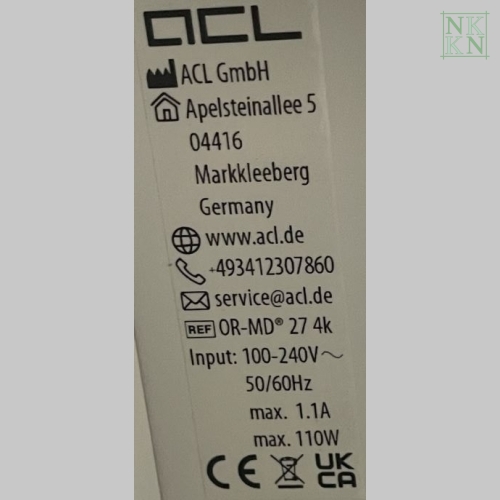 ACL
ACL GmbH
Apelsteinallee 5
04416
Markkleeberg
Germany
www.acl.de
+493412307860
service@acl.de
REF OR-MD® 27 4k
Input: 100-240V~
50/60Hz
max. 1.1A
max. 110W
CE UK
CA
NK
KN